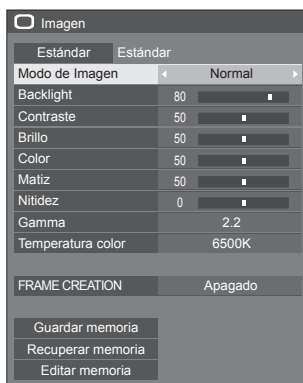 Imagen
Estándar Estándar
Modo de Imagen Normal
Backlight 80
Contraste 50
Brillo 50
Color 50
Matiz 50
Nitidez 0
Gamma 2.2
Temperatura color 6500K
FRAME CREATION Apagado
Guardar memoria
Recuperar memoria
Editar memoria